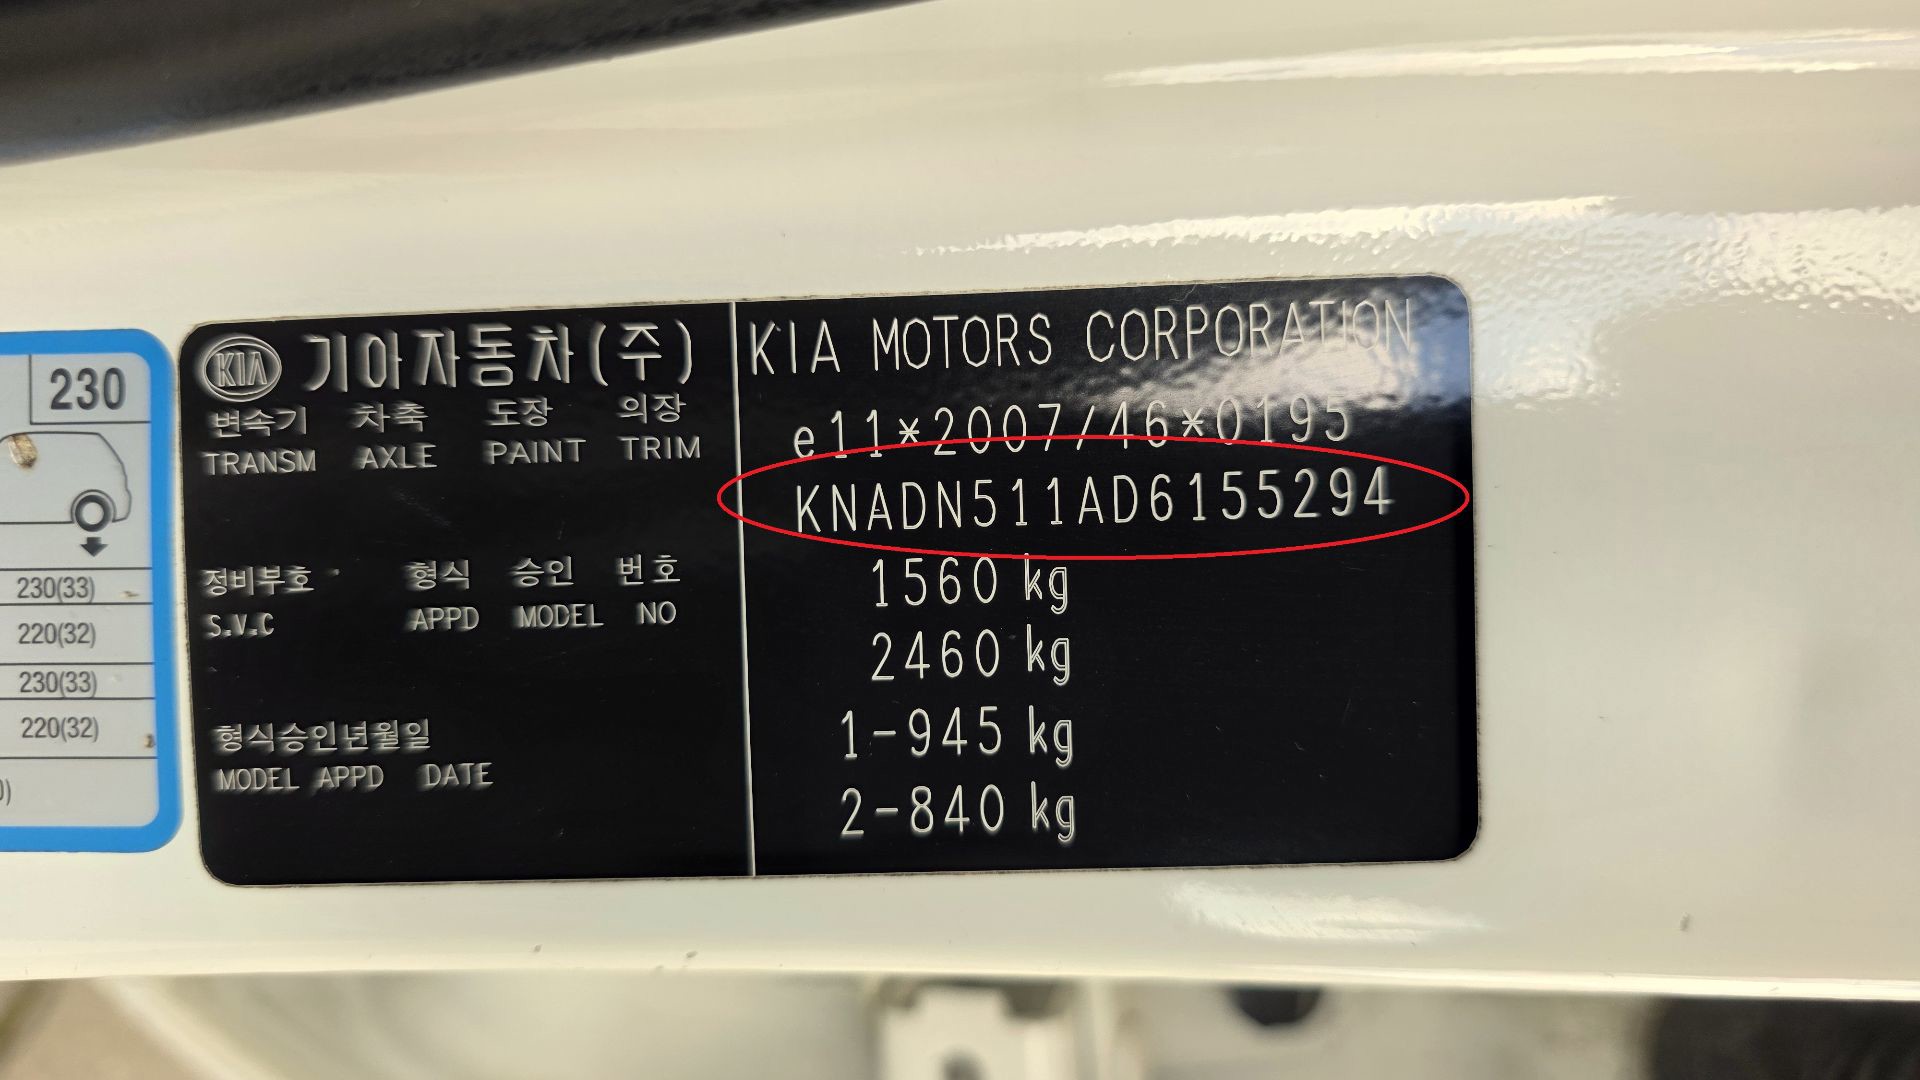 230
230(33)
220(32)
230(33)
220(32)
KIA 기아자동차(주)
변속기 차축 도장 의장
TRANSM AXLE PAINT TRIM
정비부호 형식 승인 번호
S.V.C APPD MODEL NO
형식승인년월일
MODEL APPD DATE
KIA MOTORS CORPORATION
e11*2007/46*0195
KNADN511AD6155294
1560 kg
2460 kg
1-945 kg
2-840 kg